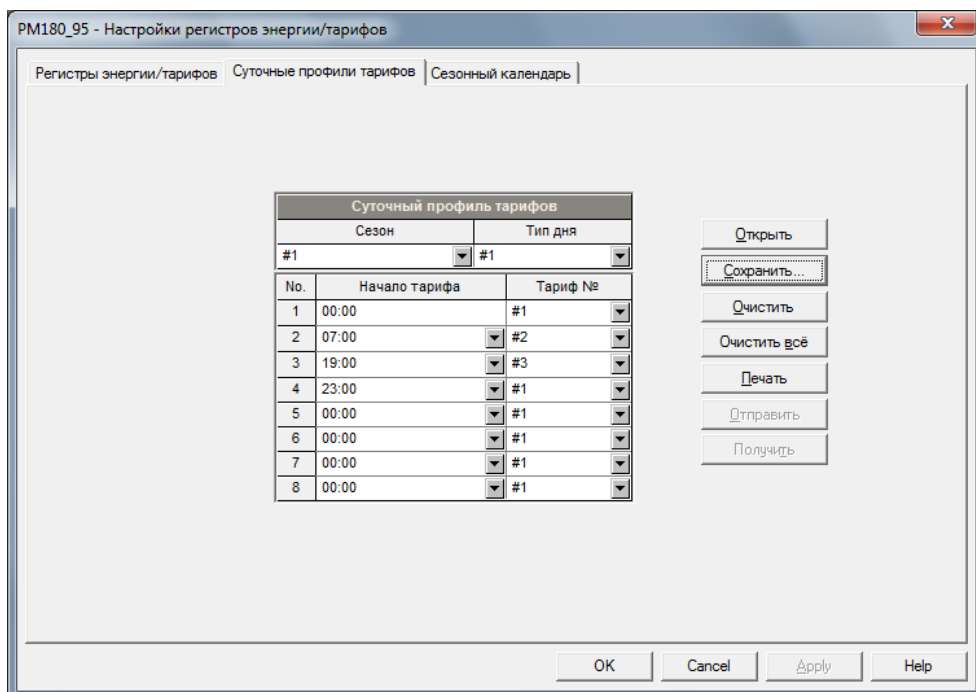 PM180_95 - Настройки регистров энергии/тарифов
Регистры энергии/тарифов Суточные профили тарифов Сезонный календарь
Суточный профиль тарифов
Сезон Тип дня
#1 #1
No. Начало тарифа Тариф №
1 00:00 #1
2 07:00 #2
3 19:00 #3
4 23:00 #1
5 00:00 #1
6 00:00 #1
7 00:00 #1
8 00:00 #1
Открыть
Сохранить...
Очистить
Очистить всё
Печать
Отправить
Получить
OK Cancel Apply Help